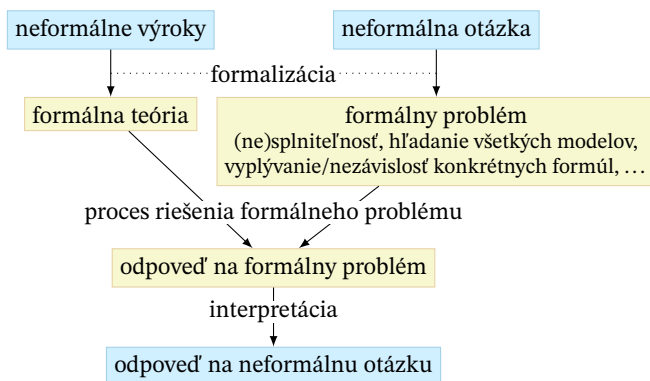 neformálne výroky
neformálna otázka
formalizácia
formálna teória
formálny problém
(ne)splniteľnosť, hľadanie všetkých modelov,
vyplývanie/nezávislosť konkrétnych formúl, …
proces riešenia formálneho problému
odpoveď na formálny problém
interpretácia
odpoveď na neformálnu otázku